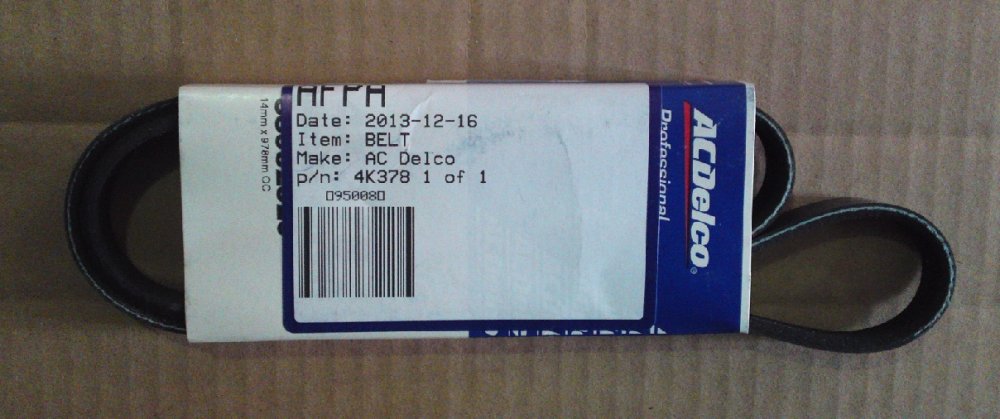 AFPA
Date: 2013-12-16
Item: BELT
Make: AC Delco
p/n: 4K378 1 of 1
▯95008▯
14mm x 978mm OC
ACDelco®
Professional